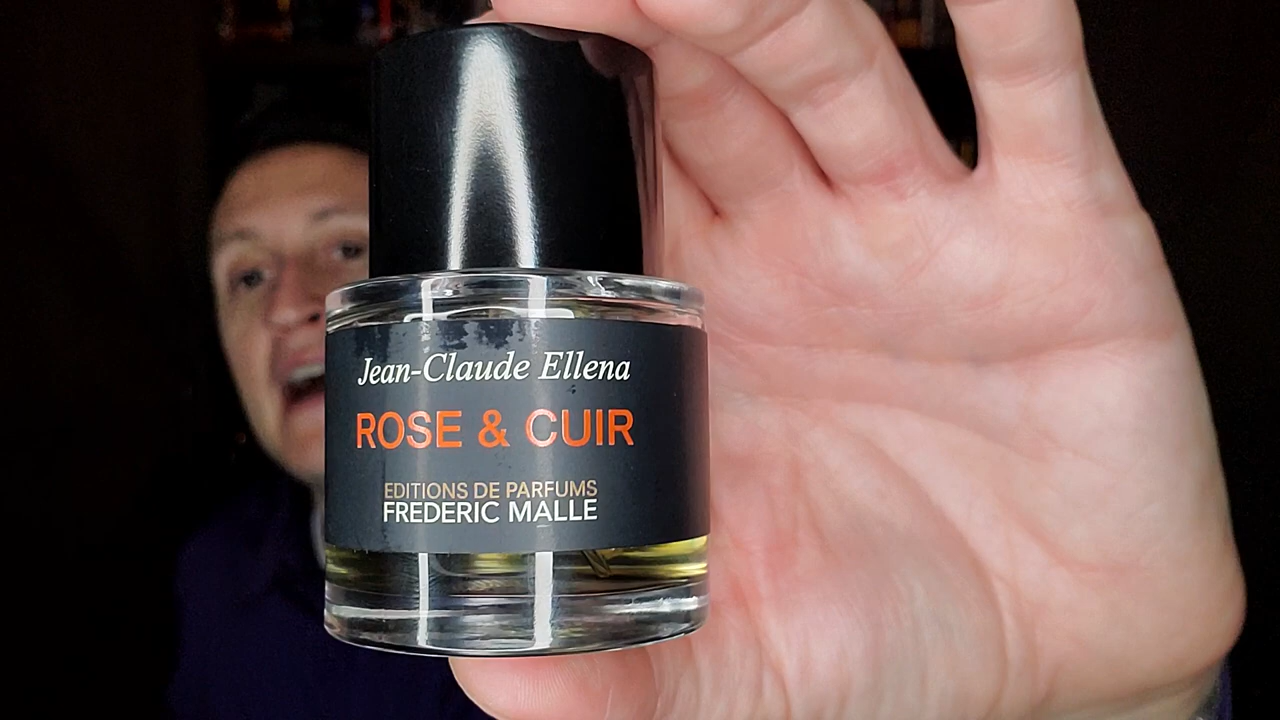 Jean-Claude Ellena
ROSE & CUIR
EDITIONS DE PARFUMS
FREDERIC MALLE